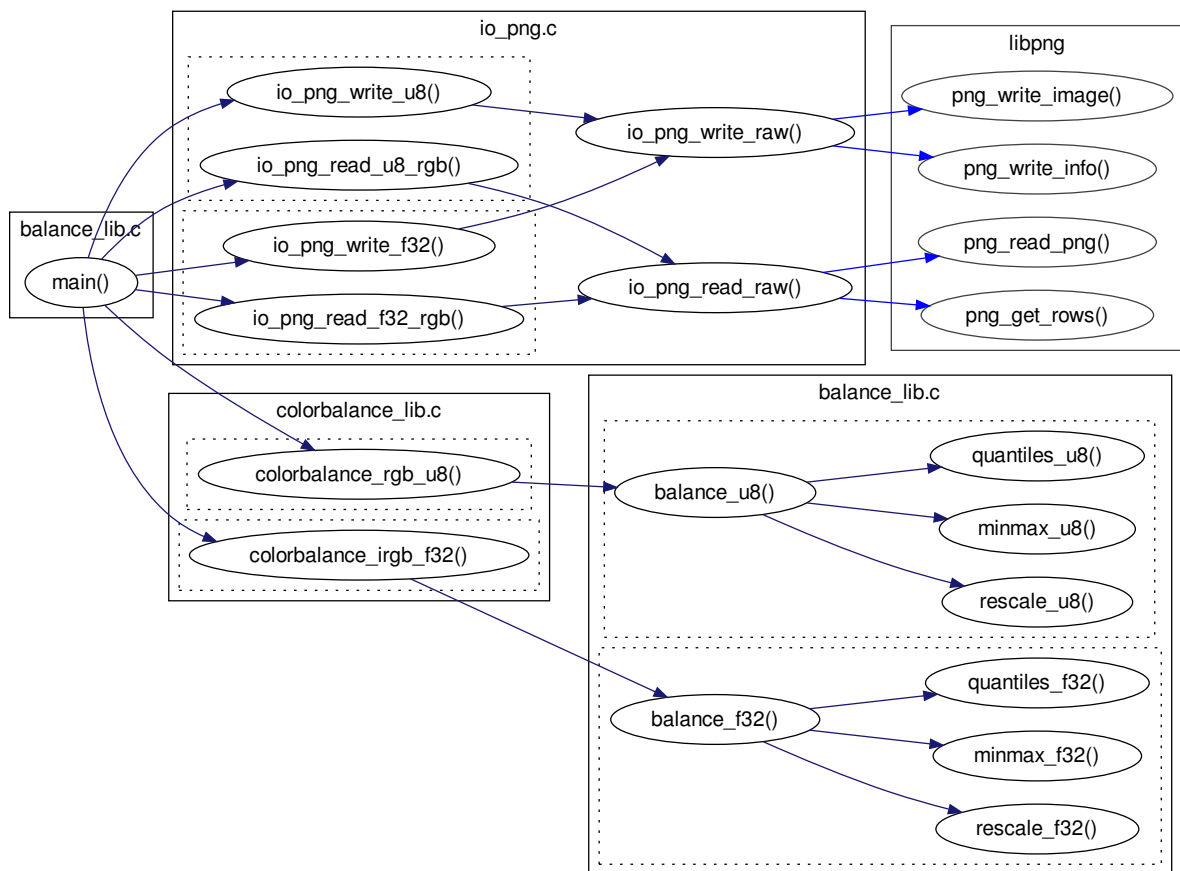 io_png.c
libpng
io_png_write_u8()
png_write_image()
io_png_write_raw()
io_png_read_u8_rgb()
png_write_info()
balance_lib.c
io_png_write_f32()
png_read_png()
main()
io_png_read_raw()
io_png_read_f32_rgb()
png_get_rows()
colorbalance_lib.c
balance_lib.c
colorbalance_rgb_u8()
quantiles_u8()
balance_u8()
minmax_u8()
colorbalance_irgb_f32()
rescale_u8()
quantiles_f32()
balance_f32()
minmax_f32()
rescale_f32()